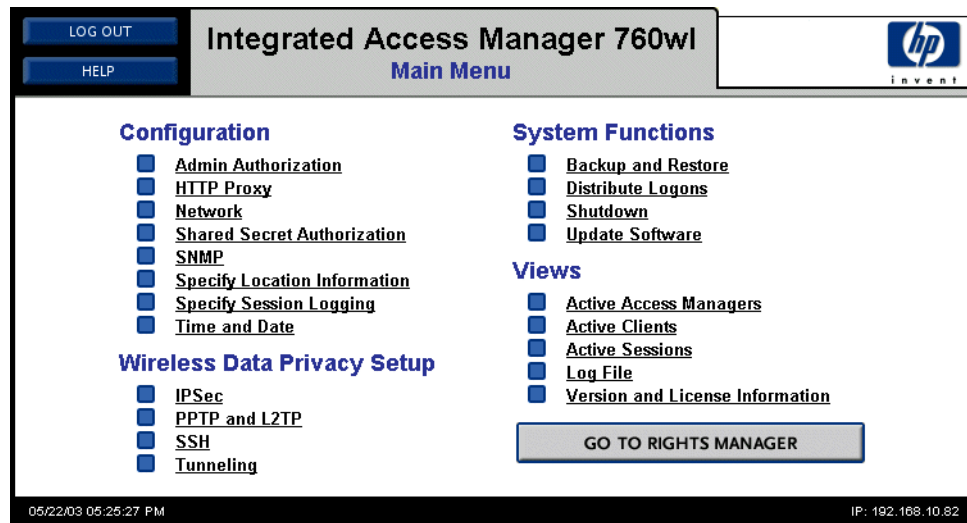 LOG OUT
HELP
Integrated Access Manager 760wl
Main Menu
hp
invent
Configuration
Admin Authorization
HTTP Proxy
Network
Shared Secret Authorization
SNMP
Specify Location Information
Specify Session Logging
Time and Date
Wireless Data Privacy Setup
IPSec
PPTP and L2TP
SSH
Tunneling
System Functions
Backup and Restore
Distribute Logons
Shutdown
Update Software
Views
Active Access Managers
Active Clients
Active Sessions
Log File
Version and License Information
GO TO RIGHTS MANAGER
05/22/03 05:25:27 PM
IP: 192.168.10.82